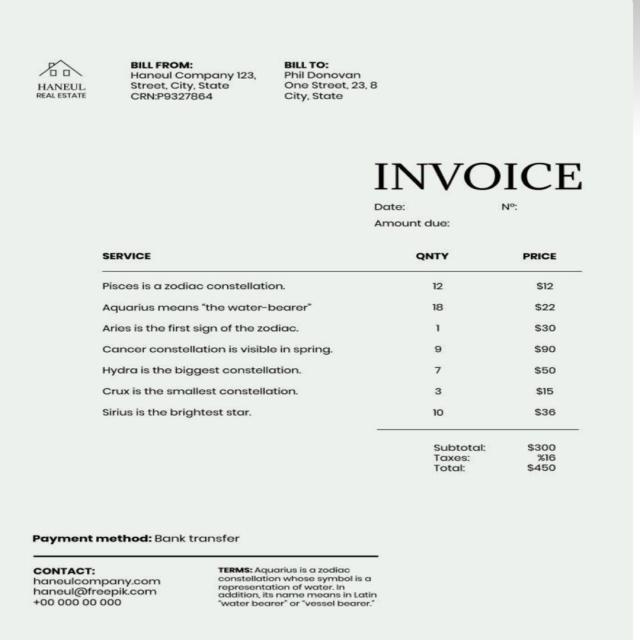 HANEUL
REAL ESTATE
BILL FROM:
Haneul Company 123,
Street, City, State
CRN:P9327864
BILL TO:
Phil Donovan
One Street, 23, 8
City, State
INVOICE
Date: Nº:
Amount due:
SERVICE QNTY PRICE
Pisces is a zodiac constellation. 12 $12
Aquarius means "the water-bearer" 18 $22
Aries is the first sign of the zodiac. 1 $30
Cancer constellation is visible in spring. 9 $90
Hydra is the biggest constellation. 7 $50
Crux is the smallest constellation. 3 $15
Sirius is the brightest star. 10 $36
Subtotal: $300
Taxes: %16
Total: $450
Payment method: Bank transfer
CONTACT:
haneulcompany.com
haneul@freepik.com
+00 000 00 000
TERMS: Aquarius is a zodiac
constellation whose symbol is a
representation of water. In
addition, its name means in Latin
"water bearer" or "vessel bearer."